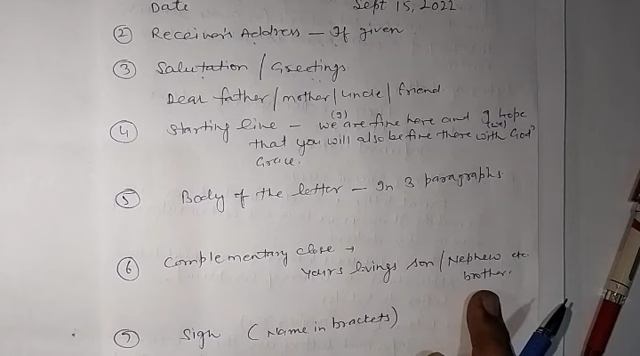 Date Sept 15, 2022
② Receiver's Address – If given
③ Salutation / Greetings
Dear father / mother / uncle / friend
④ Starting line – we are fine here and I hope
(I) (we)
that you will also be fine there with God's
Grace.
⑤ Body of the letter – In 3 paragraphs
⑥ Complementary close →
yours livings son / Nephew etc.
brother.
⑦ Sign (Name in brackets)